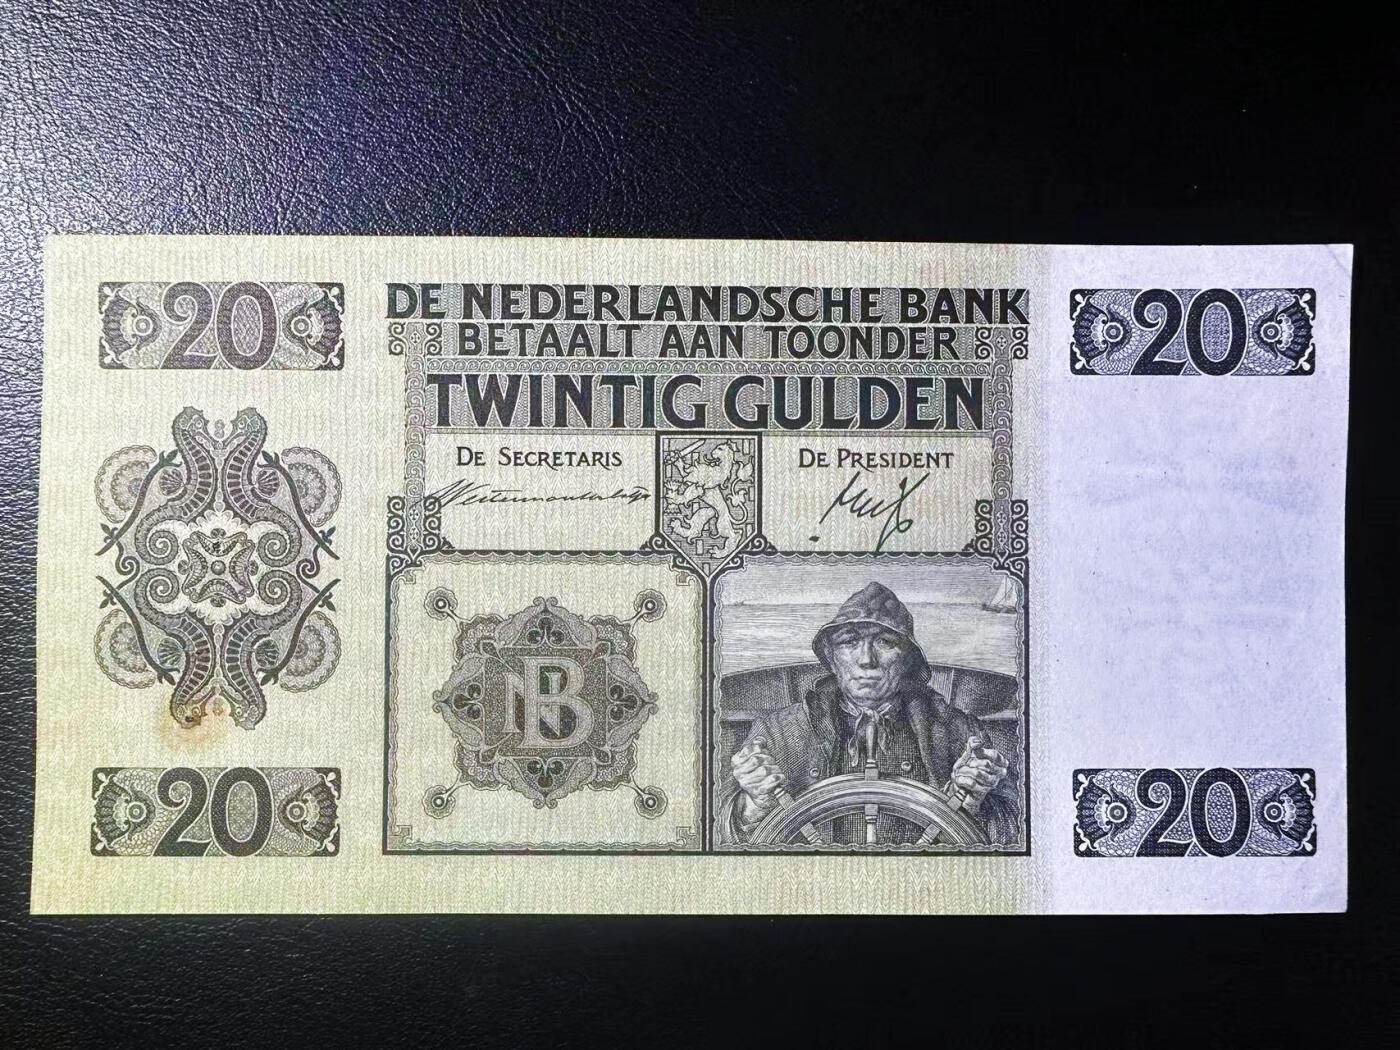 20
20
DE NEDERLANDSCHE BANK
BETAALT AAN TOONDER
TWINTIG GULDEN
DE SECRETARIS
DE PRESIDENT
NB
20
20